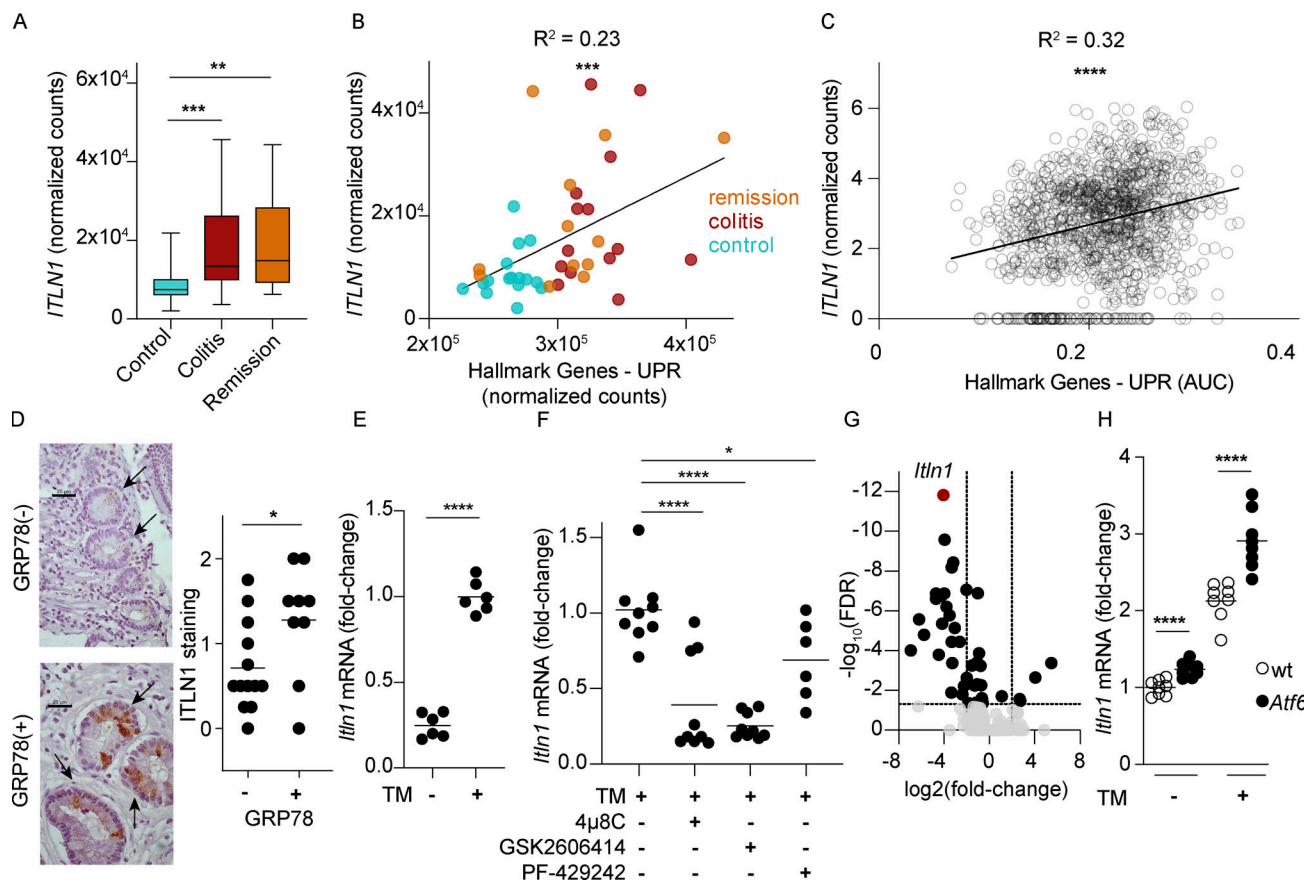 A
ITLN1 (normalized counts)
6x10⁴
4x10⁴
2x10⁴
0
**
***
Control
Colitis
Remission
B
R² = 0.23
***
ITLN1 (normalized counts)
4x10⁴
2x10⁴
0
remission
colitis
control
2x10⁵
3x10⁵
4x10⁵
Hallmark Genes - UPR
(normalized counts)
C
R² = 0.32
****
ITLN1 (normalized counts)
6
4
2
0
0
0.2
0.4
Hallmark Genes - UPR (AUC)
D
GRP78(-)
20 µm
GRP78(+)
20 µm
ITLN1 staining
2
1
0
*
- +
GRP78
E
Itln1 mRNA (fold-change)
1.5
1.0
0.5
0.0
****
TM - +
F
Itln1 mRNA (fold-change)
1.5
1.0
0.5
0.0
*
****
****
TM + + + +
4µ8C - + - -
GSK2606414 - - + -
PF-429242 - - - +
G
Itln1
-log10(FDR)
-12
-10
-8
-6
-4
-2
0
-8 -4 0 4 8
log2(fold-change)
H
Itln1 mRNA (fold-change)
4
3
2
1
0
****
****
wt
Atf6
TM - +